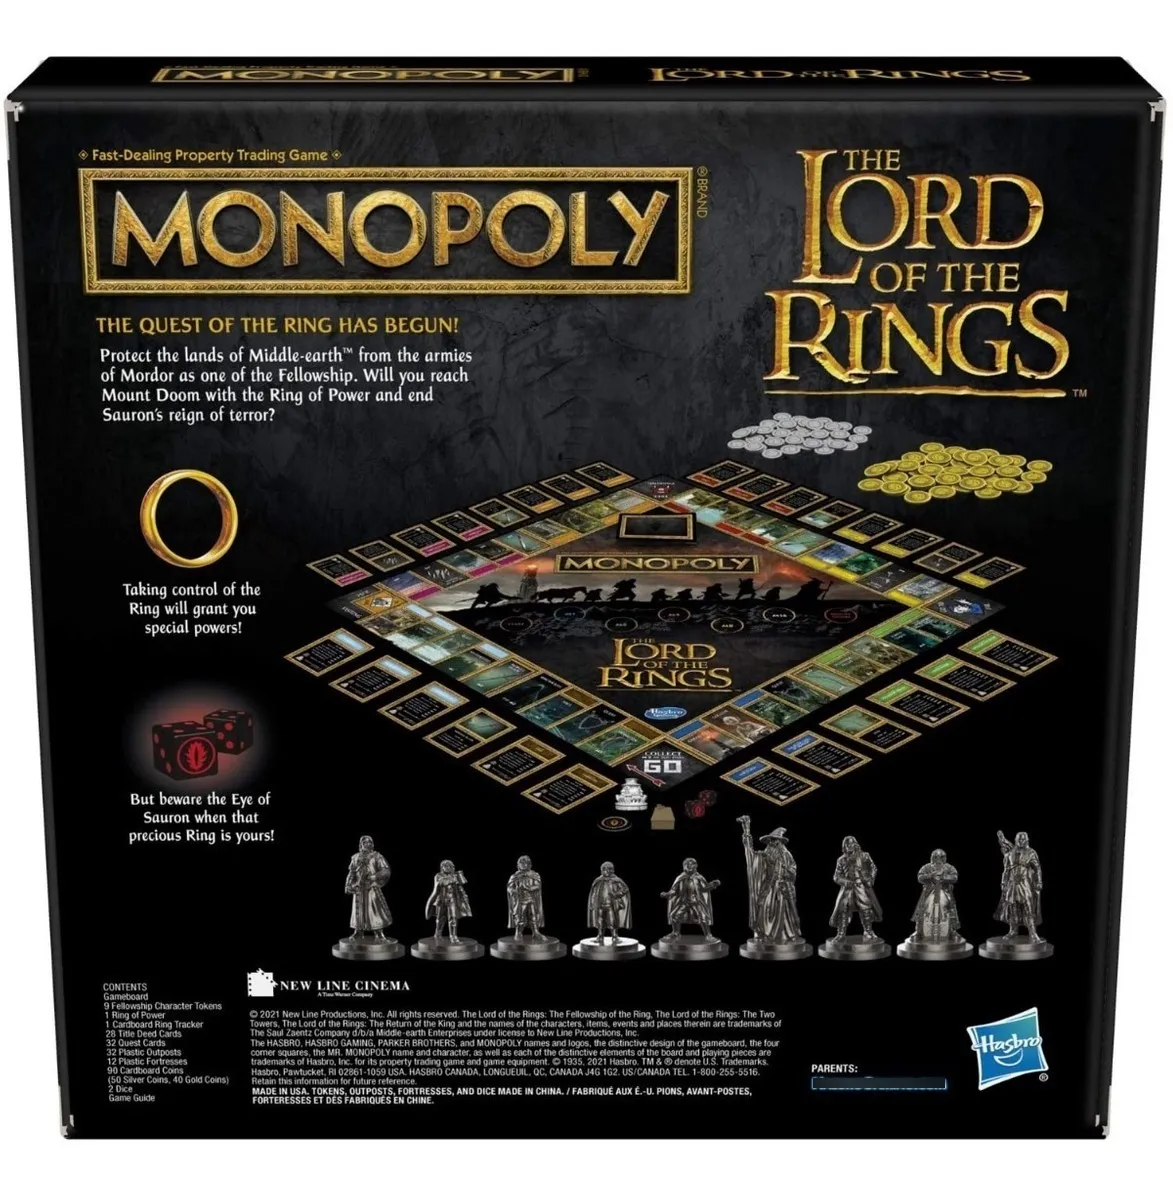 MONOPOLY
THE LORD OF THE RINGS
Fast-Dealing Property Trading Game
MONOPOLY
® BRAND
THE
LORD
OF THE
RINGS
™
THE QUEST OF THE RING HAS BEGUN!
Protect the lands of Middle-earth™ from the armies
of Mordor as one of the Fellowship. Will you reach
Mount Doom with the Ring of Power and end
Sauron's reign of terror?
Taking control of the
Ring will grant you
special powers!
But beware the Eye of
Sauron when that
precious Ring is yours!
MONOPOLY
THE
LORD
OF THE
RINGS
Hasbro
COLLECT
GO
CONTENTS
Gameboard
9 Fellowship Character Tokens
1 Ring of Power
1 Cardboard Ring Tracker
28 Title Deed Cards
32 Quest Cards
32 Plastic Outposts
12 Plastic Fortresses
90 Cardboard Coins
(50 Silver Coins, 40 Gold Coins)
2 Dice
Game Guide
NEW LINE CINEMA
A Time Warner Company
© 2021 New Line Productions, Inc. All rights reserved. The Lord of the Rings: The Fellowship of the Ring, The Lord of the Rings: The Two
Towers, The Lord of the Rings: The Return of the King and the names of the characters, items, events and places therein are trademarks of
The Saul Zaentz Company d/b/a Middle-earth Enterprises under license to New Line Productions, Inc.
The HASBRO, HASBRO GAMING, PARKER BROTHERS, and MONOPOLY names and logos, the distinctive design of the gameboard, the four
corner squares, the MR. MONOPOLY name and character, as well as each of the distinctive elements of the board and playing pieces are
trademarks of Hasbro, Inc. for its property trading game and game equipment. © 1935, 2021 Hasbro. TM & ® denote U.S. Trademarks.
Hasbro, Pawtucket, RI 02861-1059 USA. HASBRO CANADA, LONGUEUIL, QC, CANADA J4G 1G2. US/CANADA TEL. 1-800-255-5516.
Retain this information for future reference.
MADE IN USA. TOKENS, OUTPOSTS, FORTRESSES, AND DICE MADE IN CHINA. / FABRIQUÉ AUX É.-U. PIONS, AVANT-POSTES,
FORTERESSES ET DÉS FABRIQUÉS EN CHINE.
PARENTS:
Hasbro
®